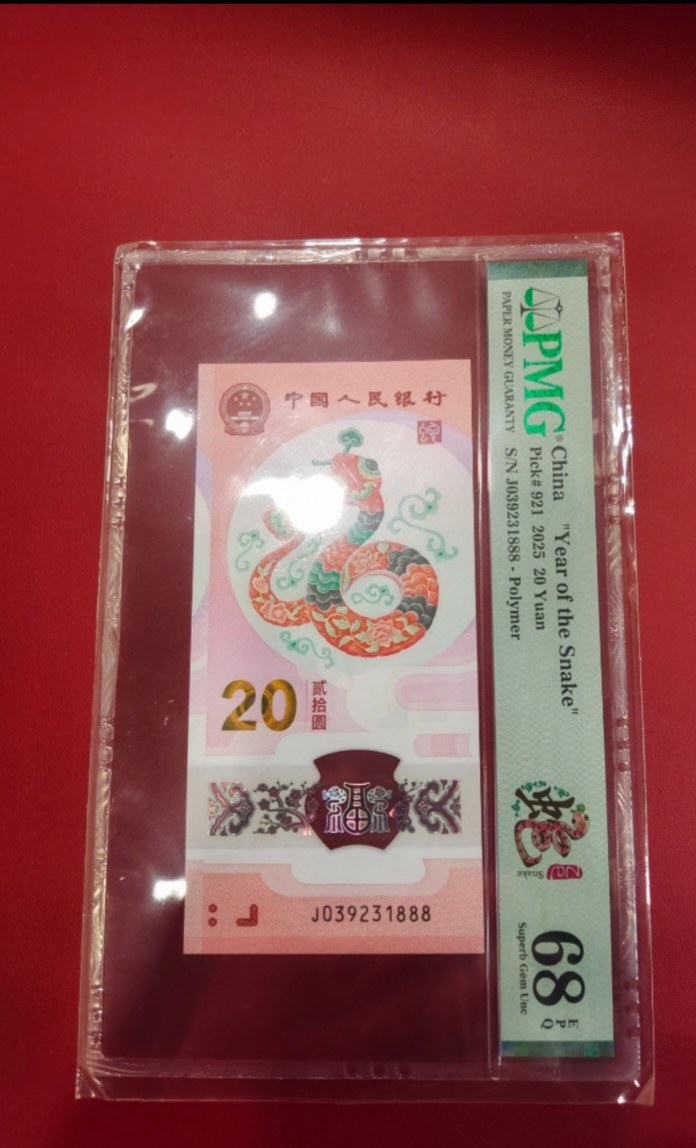 中国人民银行
20
贰拾圆
福
J039231888
PMG®
PAPER MONEY GUARANTY
China "Year of the Snake"
Pick# 921 2025 20 Yuan
S/N J039231888 - Polymer
蛇
Snake
68 EPQ
Superb Gem Unc